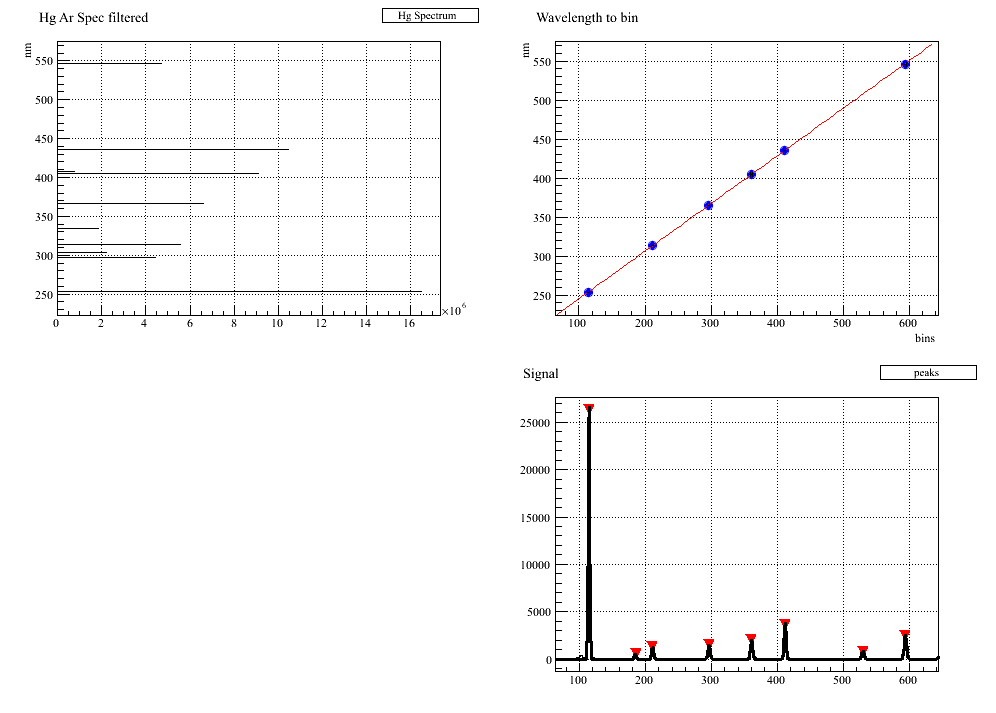 Hg Ar Spec filtered
Hg Spectrum
nm
550
500
450
400
350
300
250
0 2 4 6 8 10 12 14 16
×10^6
Wavelength to bin
nm
550
500
450
400
350
300
250
100 200 300 400 500 600
bins
Signal
peaks
25000
20000
15000
10000
5000
0
100 200 300 400 500 600